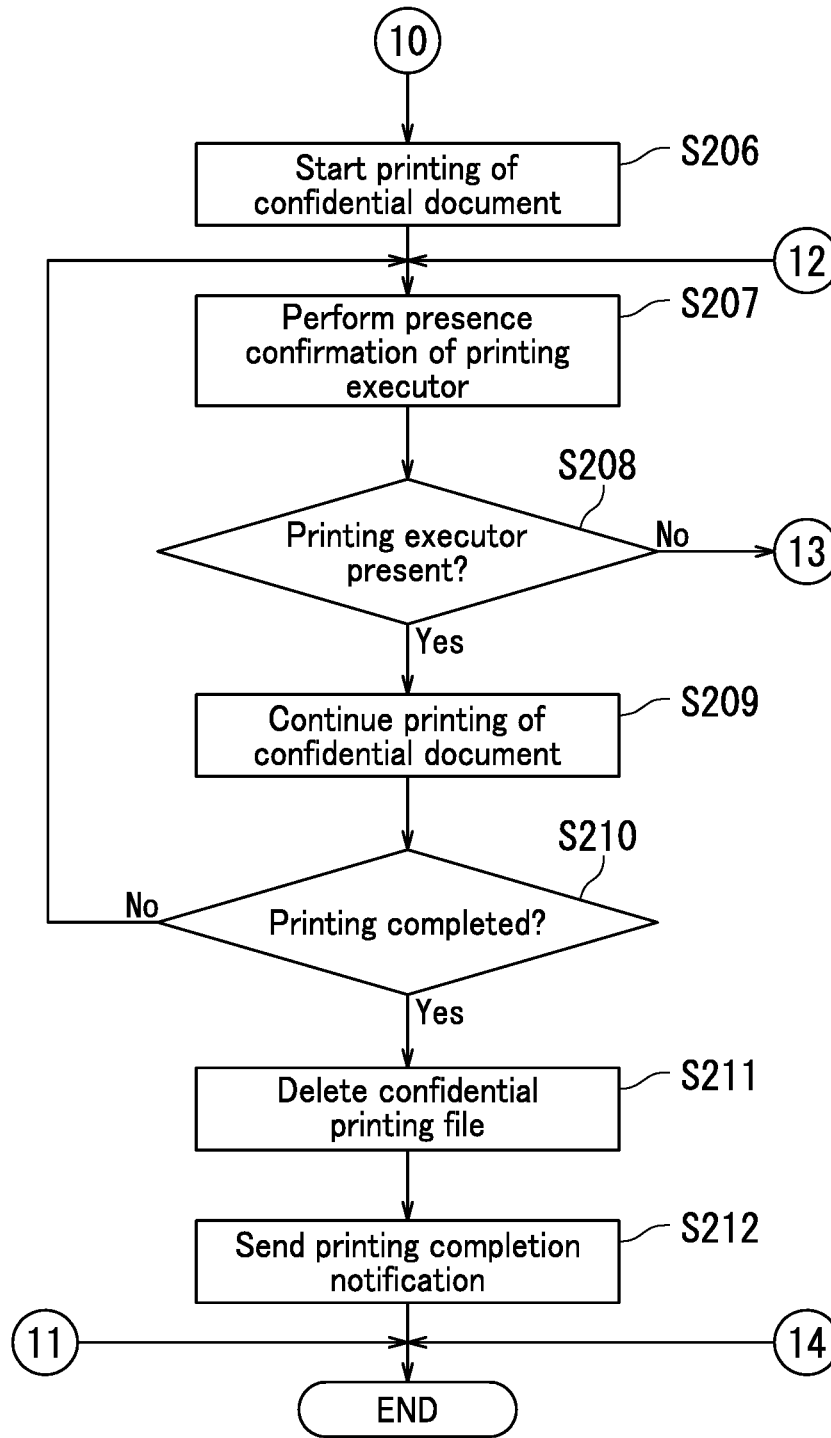 10
Start printing of
confidential document
S206
12
Perform presence
confirmation of printing
executor
S207
Printing executor
present?
S208
No
13
Yes
Continue printing of
confidential document
S209
Printing completed?
S210
No
Yes
Delete confidential
printing file
S211
Send printing completion
notification
S212
11
14
END